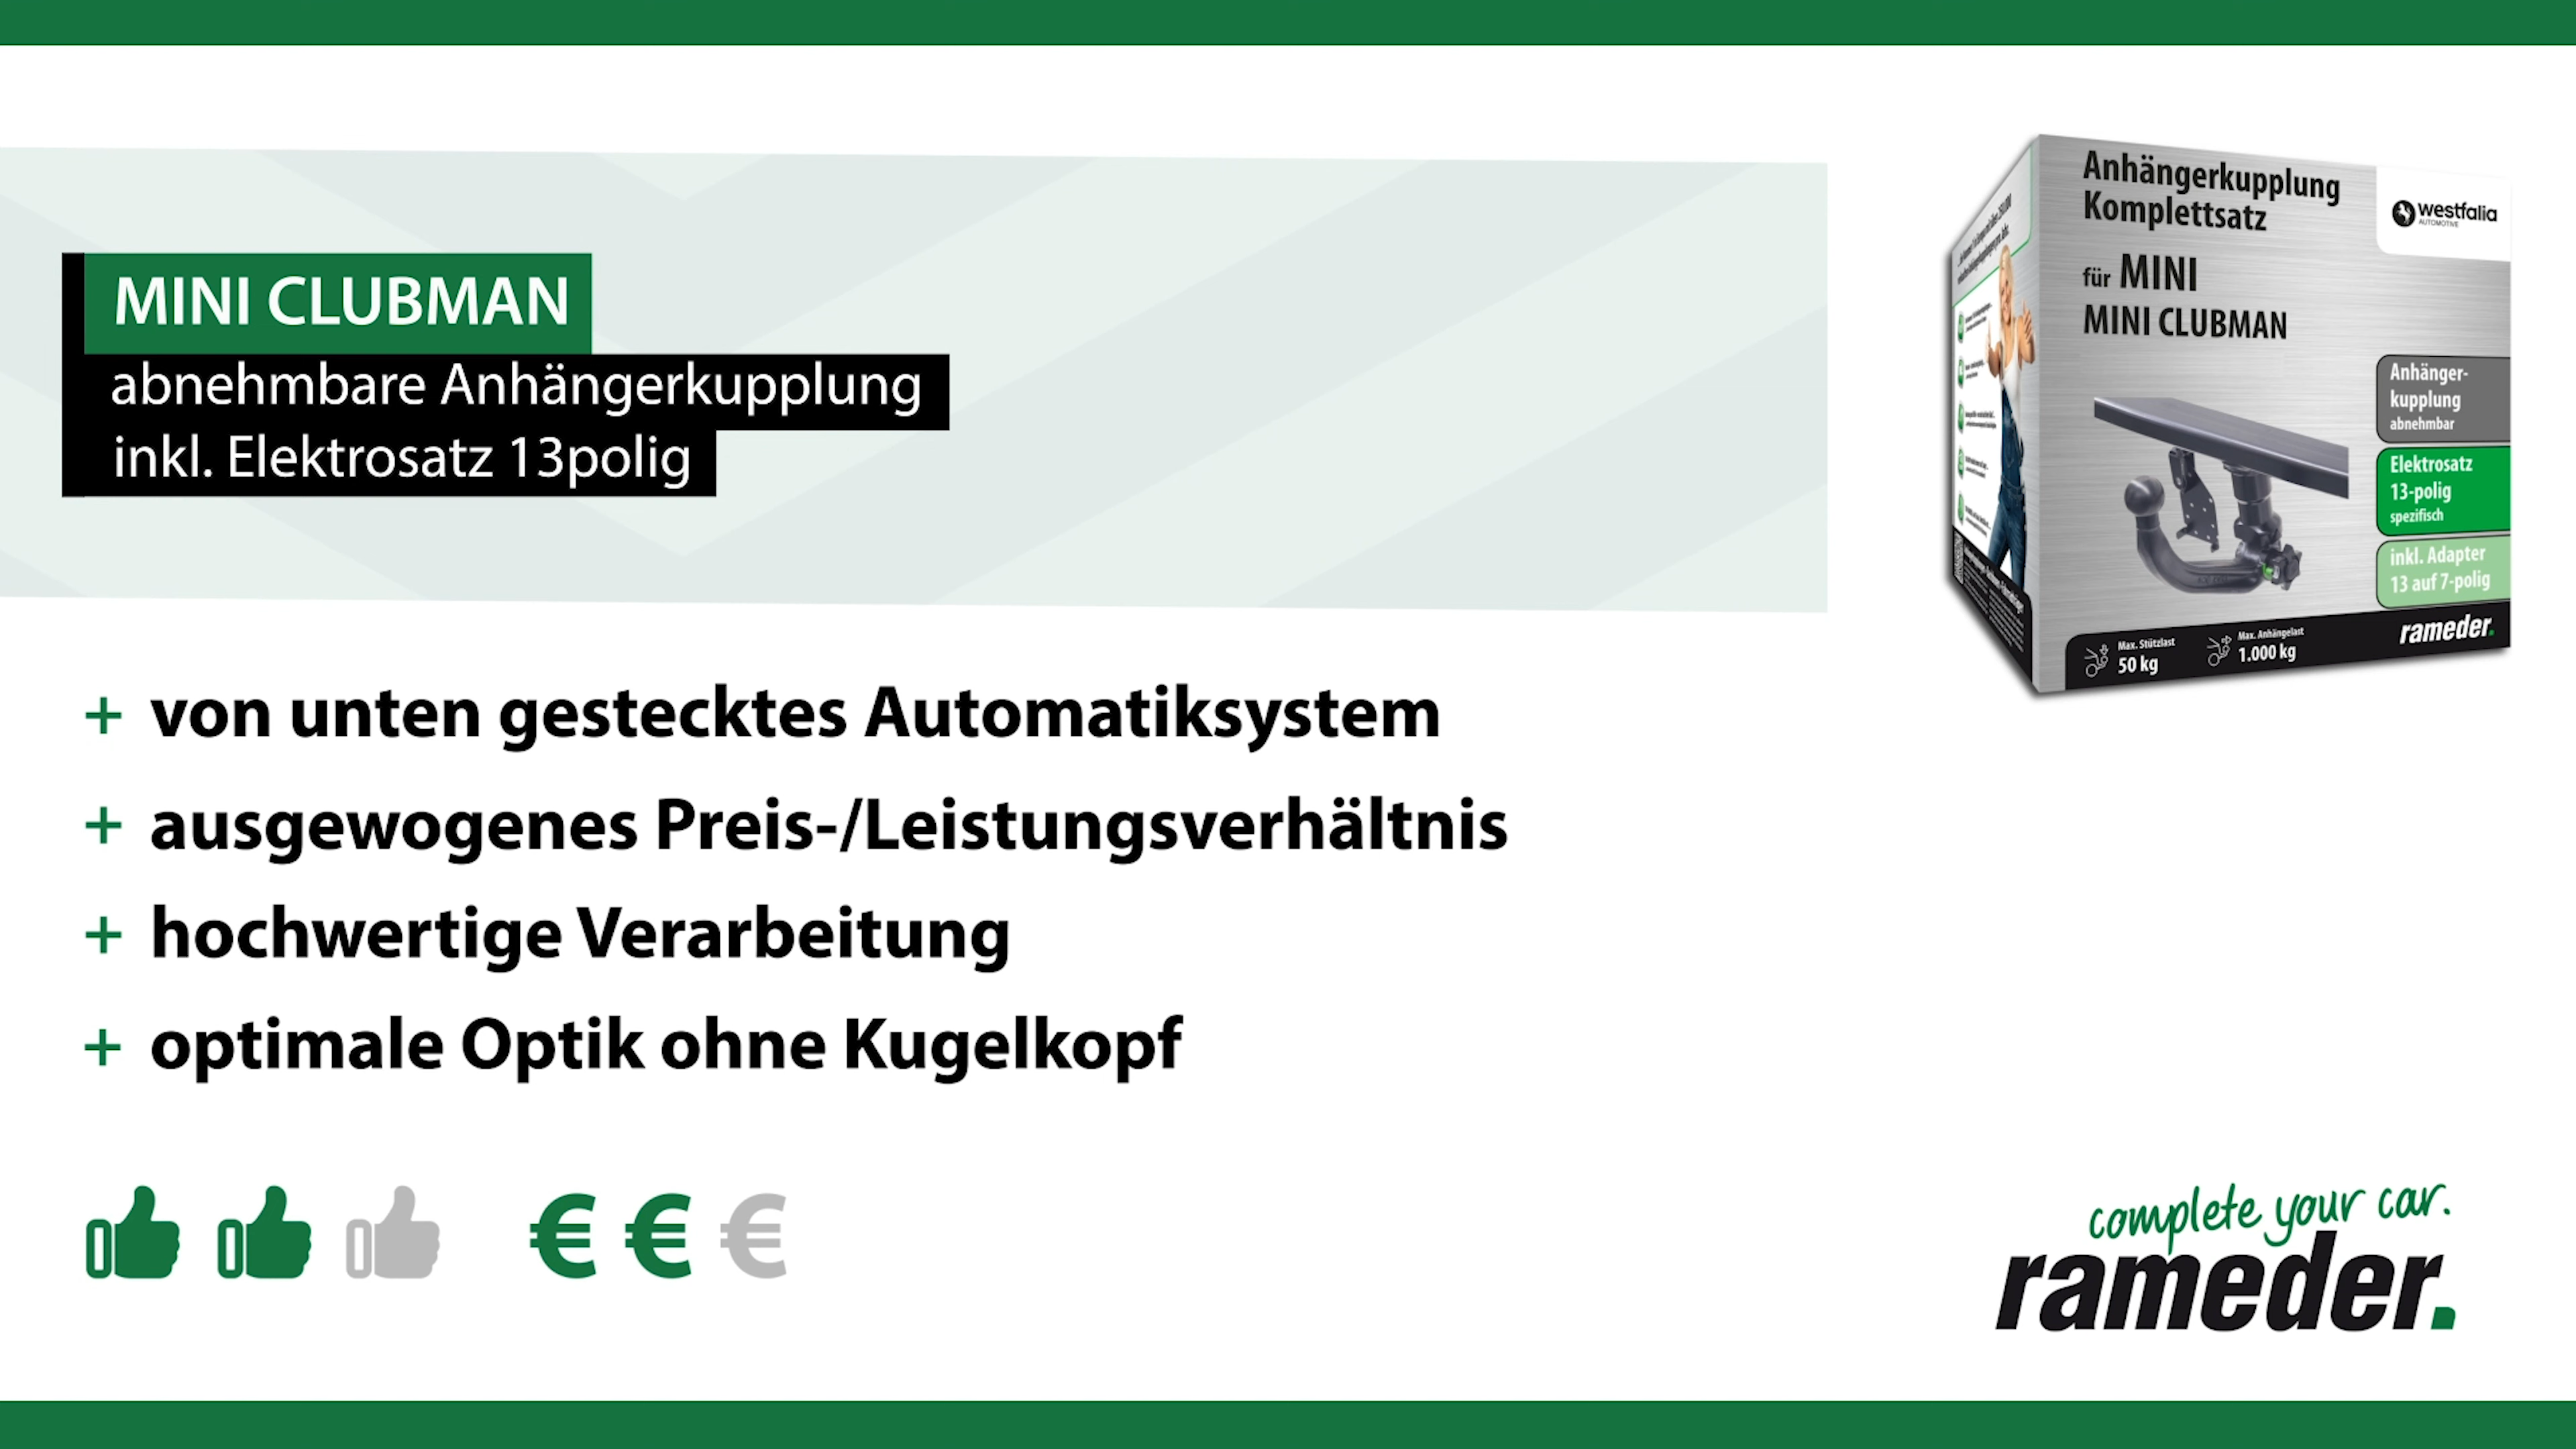 MINI CLUBMAN
abnehmbare Anhängerkupplung
inkl. Elektrosatz 13polig
Anhängerkupplung
Komplettsatz
westfalia
AUTOMOTIVE
für MINI
MINI CLUBMAN
Anhänger-
kupplung
abnehmbar
Elektrosatz
13-polig
spezifisch
inkl. Adapter
13 auf 7-polig
Max. Stützlast
50 kg
Max. Anhängelast
1.000 kg
rameder.
+ von unten gestecktes Automatiksystem
+ ausgewogenes Preis-/Leistungsverhältnis
+ hochwertige Verarbeitung
+ optimale Optik ohne Kugelkopf
€ € €
complete your car.
rameder.